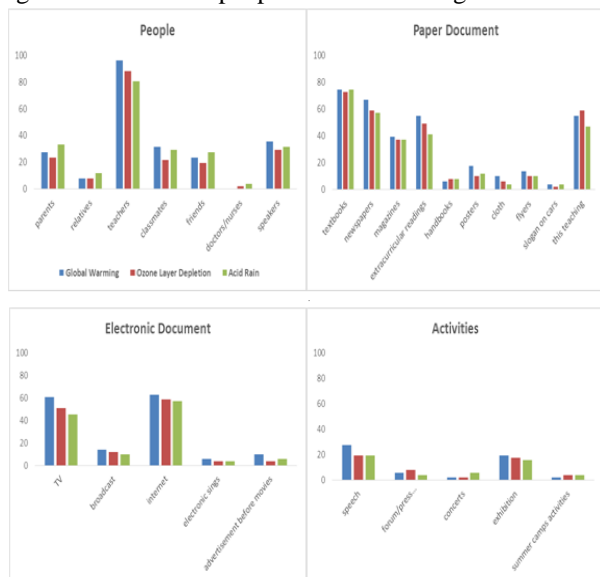 People
100
80
60
40
20
0
parents
relatives
teachers
classmates
friends
doctors/nurses
speakers
Global Warming Ozone Layer Depletion Acid Rain
Paper Document
100
80
60
40
20
0
textbooks
newspapers
magazines
extracurricular readings
handbooks
posters
cloth
flyers
slogan on cars
this teaching
Electronic Document
100
80
60
40
20
0
TV
broadcast
internet
electronic sings
advertisement before movies
Activities
100
80
60
40
20
0
speech
forum/press...
concerts
exhibition
summer camps activities